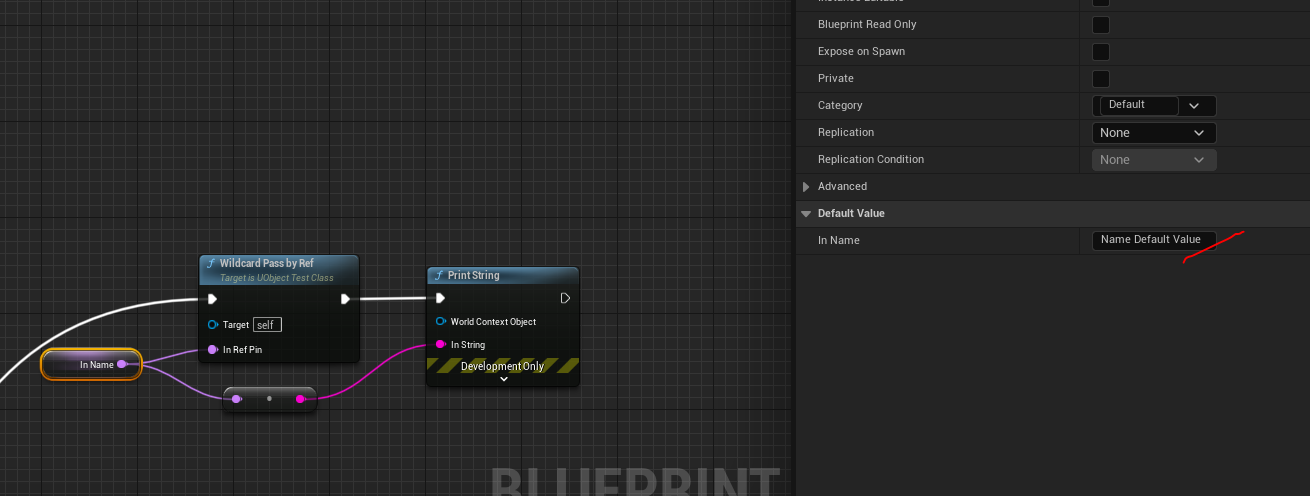 Blueprint Read Only
Expose on Spawn
Private
Category
Default
Replication
None
Replication Condition
None
Advanced
Default Value
In Name
Name Default Value
Wildcard Pass by Ref
Target is UObject Test Class
Target
self
In Ref Pin
In Name
Print String
World Context Object
In String
Development Only
BLUEPRINT